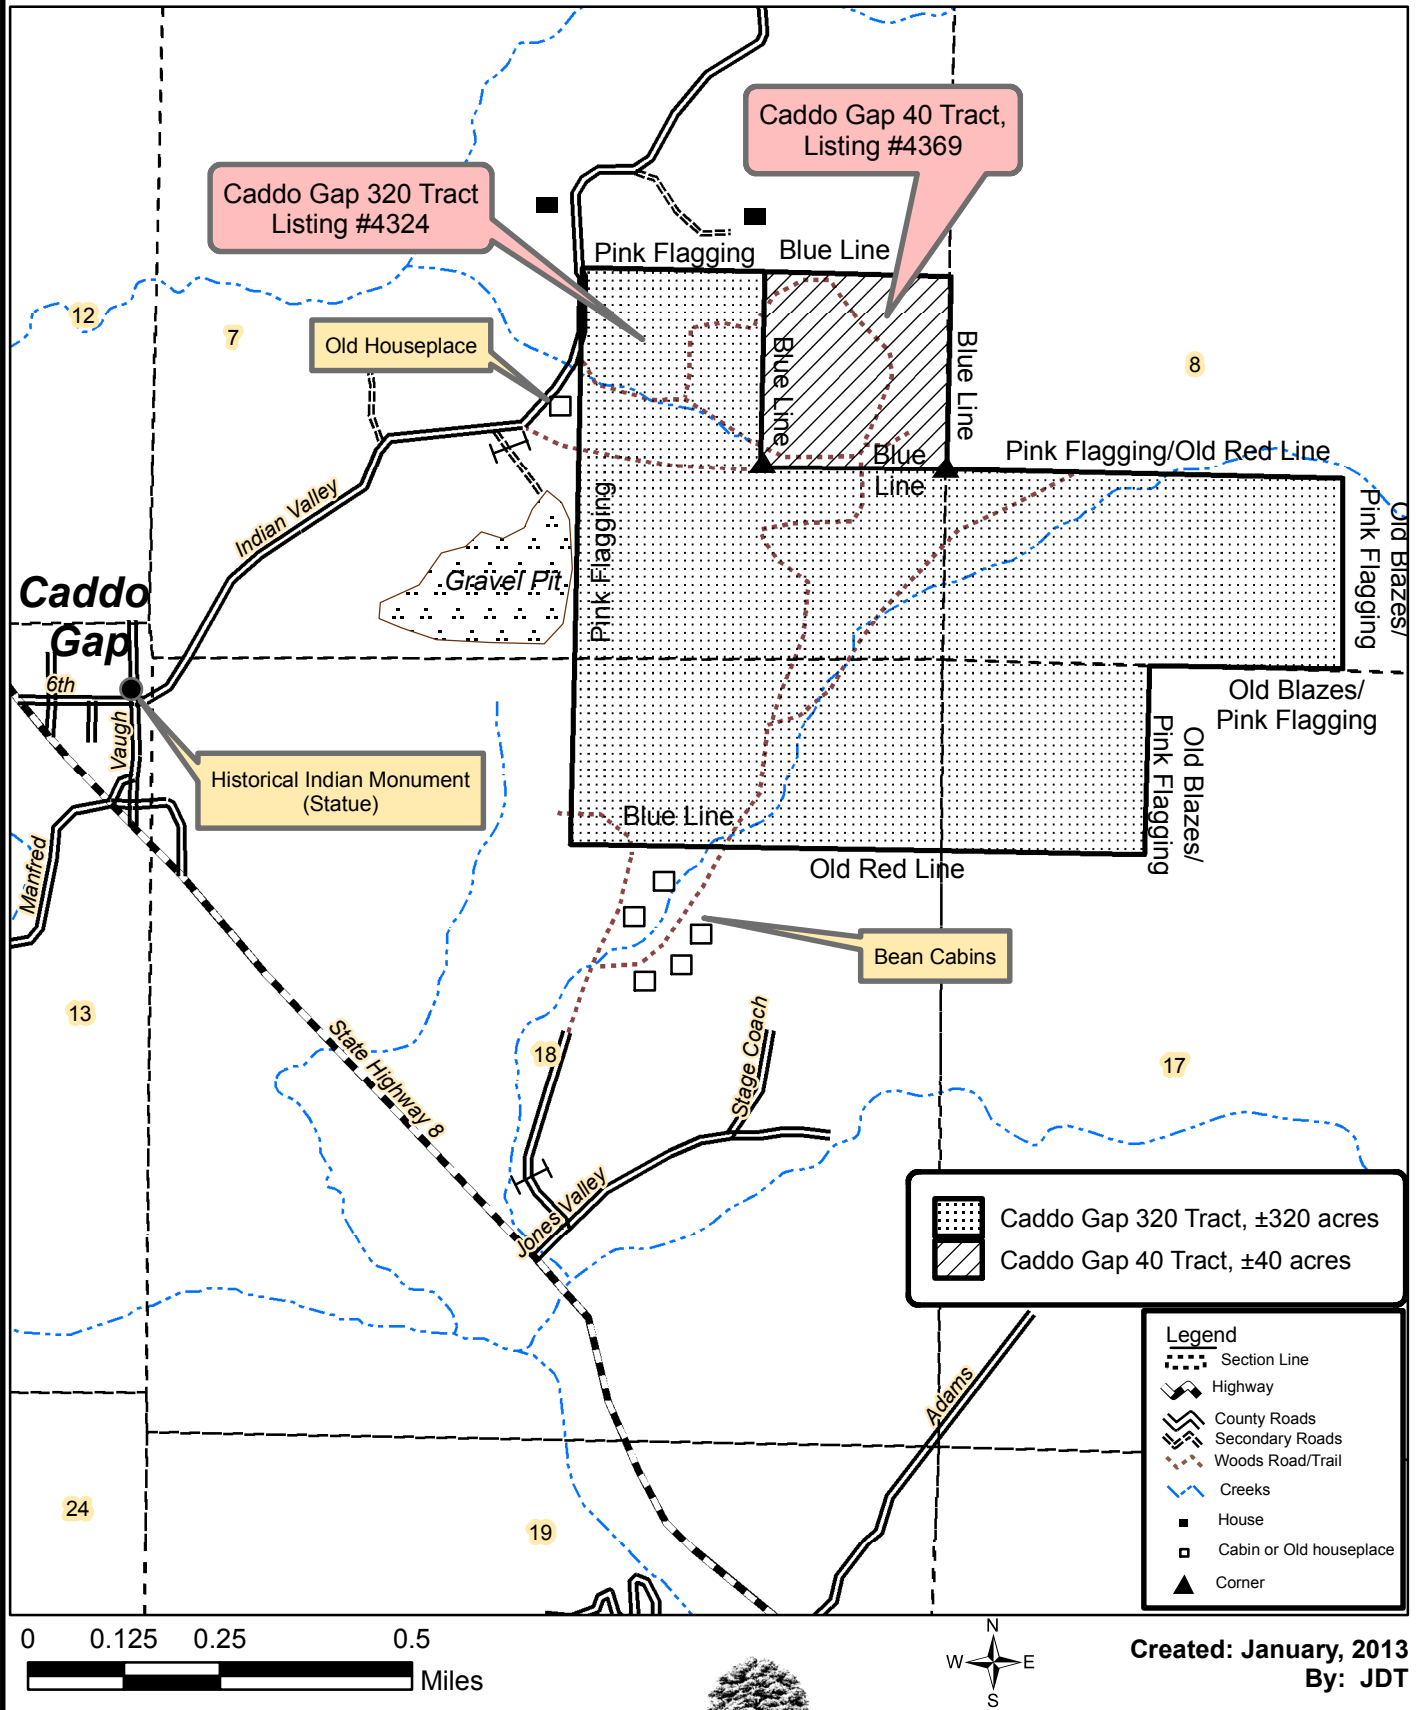 Caddo Gap 40 Tract,
Listing #4369
Caddo Gap 320 Tract
Listing #4324
Pink Flagging
Blue Line
12
7
Old Houseplace
Blue Line
Blue Line
8
Blue
Line
Pink Flagging/Old Red Line
Indian Valley
Gravel Pit
Pink Flagging
Old Blazes/
Pink Flagging
Caddo
Gap
6th
Vaugh
Old Blazes/
Pink Flagging
Old Blazes/
Pink Flagging
Historical Indian Monument
(Statue)
Blue Line
Old Red Line
Manfred
Bean Cabins
13
State Highway 8
18
Stage Coach
17
Jones Valley
Caddo Gap 320 Tract, ±320 acres
Caddo Gap 40 Tract, ±40 acres
Adams
Legend
Section Line
Highway
County Roads
Secondary Roads
Woods Road/Trail
Creeks
House
Cabin or Old houseplace
Corner
24
19
0 0.125 0.25 0.5
Miles
N
W E
S
Created: January, 2013
By: JDT